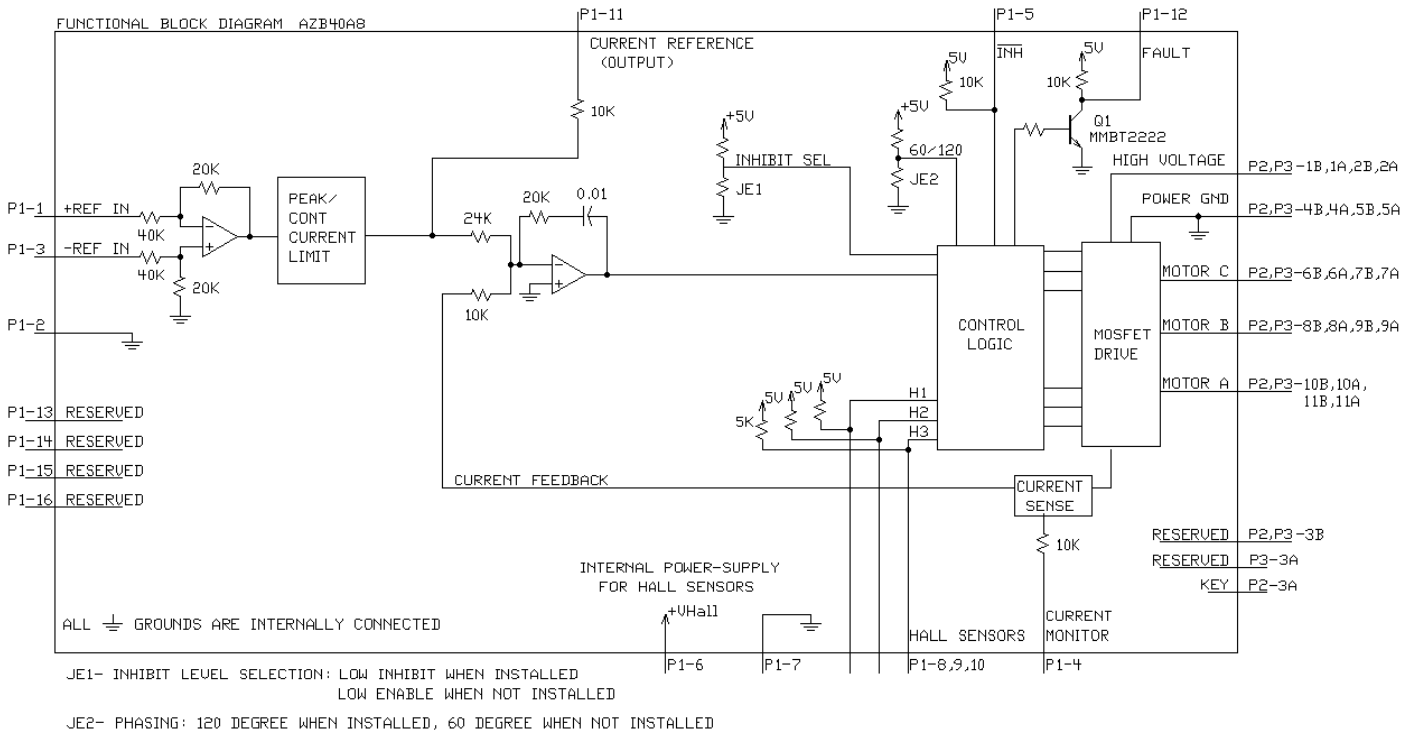 FUNCTIONAL BLOCK DIAGRAM AZB40A8
P1-11
P1-5
P1-12
CURRENT REFERENCE
(OUTPUT)
INH
FAULT
5V
10K
5V
10K
10K
+5V
+5V
Q1
MMBT2222
INHIBIT SEL
60/120
JE1
JE2
HIGH VOLTAGE
P2,P3-1B,1A,2B,2A
POWER GND
P2,P3-4B,4A,5B,5A
20K
P1-1
+REF IN
40K
P1-3
-REF IN
40K
20K
PEAK/
CONT
CURRENT
LIMIT
24K
20K
0.01
10K
P1-2
CONTROL
LOGIC
MOSFET
DRIVE
MOTOR C
P2,P3-6B,6A,7B,7A
MOTOR B
P2,P3-8B,8A,9B,9A
MOTOR A
P2,P3-10B,10A,
11B,11A
5V
5V
5V
5K
H1
H2
H3
P1-13 RESERVED
P1-14 RESERVED
P1-15 RESERVED
P1-16 RESERVED
CURRENT FEEDBACK
CURRENT
SENSE
10K
RESERVED
P2,P3-3B
RESERVED
P3-3A
KEY
P2-3A
INTERNAL POWER-SUPPLY
FOR HALL SENSORS
+VHall
ALL GROUNDS ARE INTERNALLY CONNECTED
HALL SENSORS
CURRENT
MONITOR
P1-6
P1-7
P1-8,9,10
P1-4
JE1- INHIBIT LEVEL SELECTION: LOW INHIBIT WHEN INSTALLED
LOW ENABLE WHEN NOT INSTALLED
JE2- PHASING: 120 DEGREE WHEN INSTALLED, 60 DEGREE WHEN NOT INSTALLED